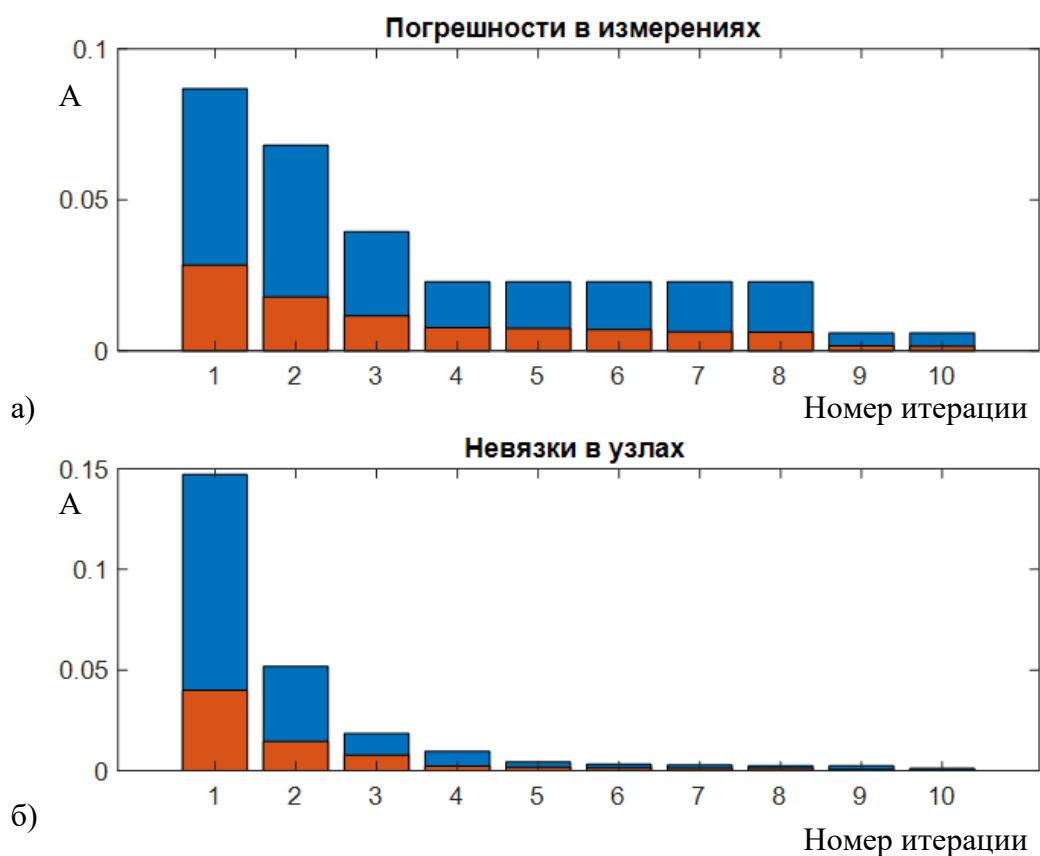 Погрешности в измерениях
0.1
А
0.05
0
1 2 3 4 5 6 7 8 9 10
а) Номер итерации
Невязки в узлах
0.15
А
0.1
0.05
0
1 2 3 4 5 6 7 8 9 10
б)
Номер итерации